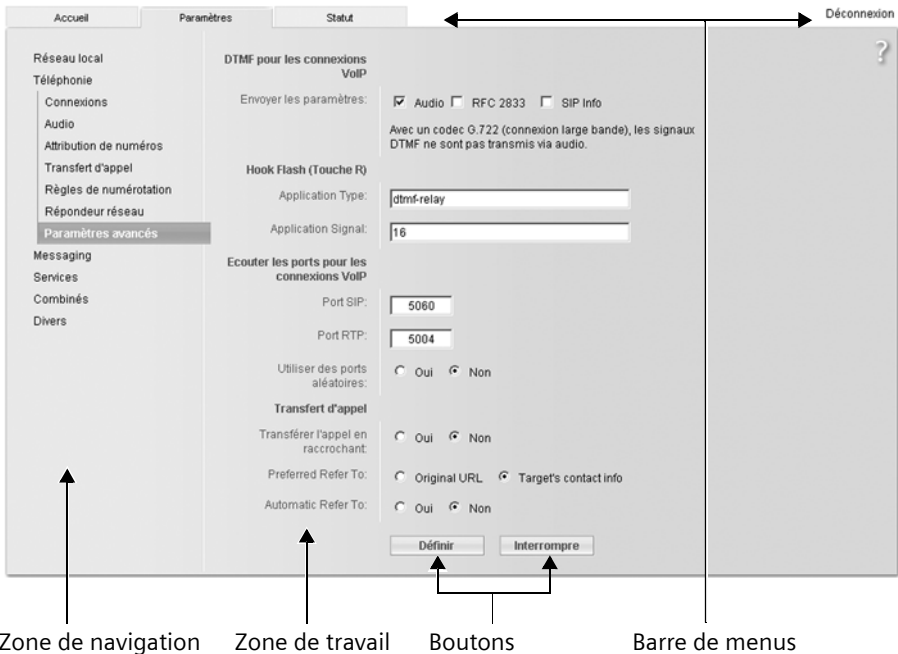 Accueil
Paramètres
Statut
Déconnexion
?
Réseau local
Téléphonie
Connexions
Audio
Attribution de numéros
Transfert d'appel
Règles de numérotation
Répondeur réseau
Paramètres avancés
Messaging
Services
Combinés
Divers
DTMF pour les connexions
VoIP
Envoyer les paramètres:
Audio
RFC 2833
SIP Info
Avec un codec G.722 (connexion large bande), les signaux
DTMF ne sont pas transmis via audio.
Hook Flash (Touche R)
Application Type:
dtmf-relay
Application Signal:
16
Ecouter les ports pour les
connexions VoIP
Port SIP:
5060
Port RTP:
5004
Utiliser des ports
aléatoires:
Oui
Non
Transfert d'appel
Transférer l'appel en
raccrochant:
Oui
Non
Preferred Refer To:
Original URL
Target's contact info
Automatic Refer To:
Oui
Non
Définir
Interrompre
Zone de navigation
Zone de travail
Boutons
Barre de menus